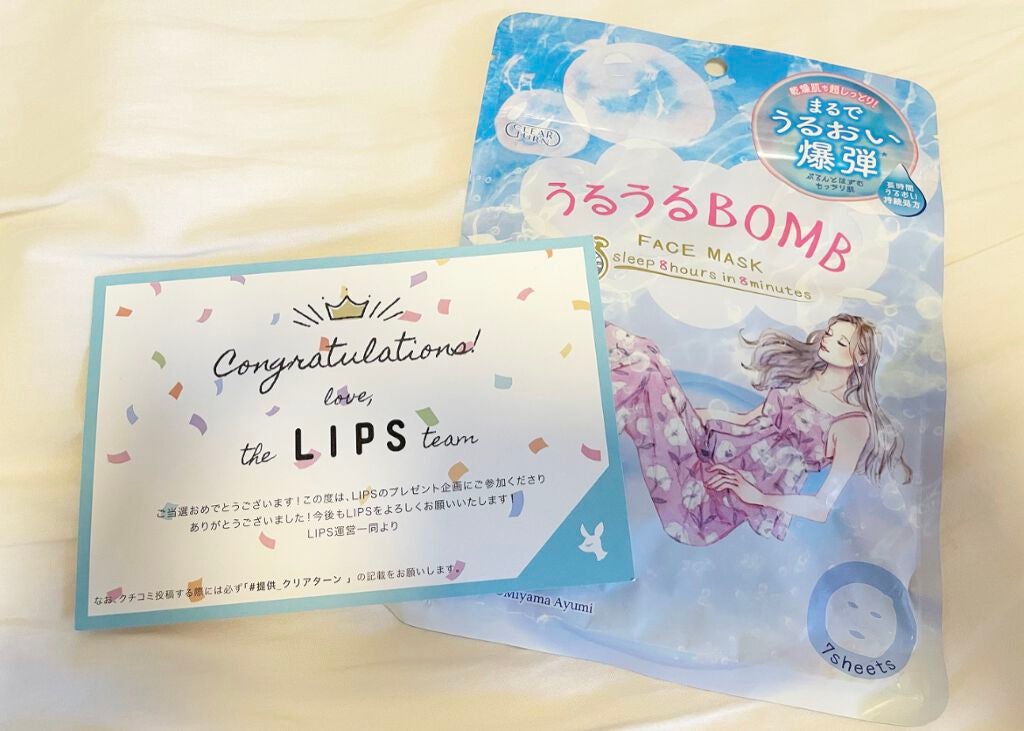 Congratulations!
love,
the LIPS team
ご当選おめでとうございます！この度は、LIPSのプレゼント企画にご参加くださり
ありがとうございました！今後もLIPSをよろしくお願いいたします！
LIPS運営一同より
なお、クチコミ投稿する際には必ず「#提供_クリアターン 」の記載をお願いします。
CLEAR
TURN
乾燥肌も超しっとり!
まるで
うるおい
爆弾
ぷるんとはずむ
もっちり肌
長時間
うるおい
持続処方
うるうるBOMB
FACE MASK
sleep 8hours in 8minutes
Miyama Ayumi
7sheets